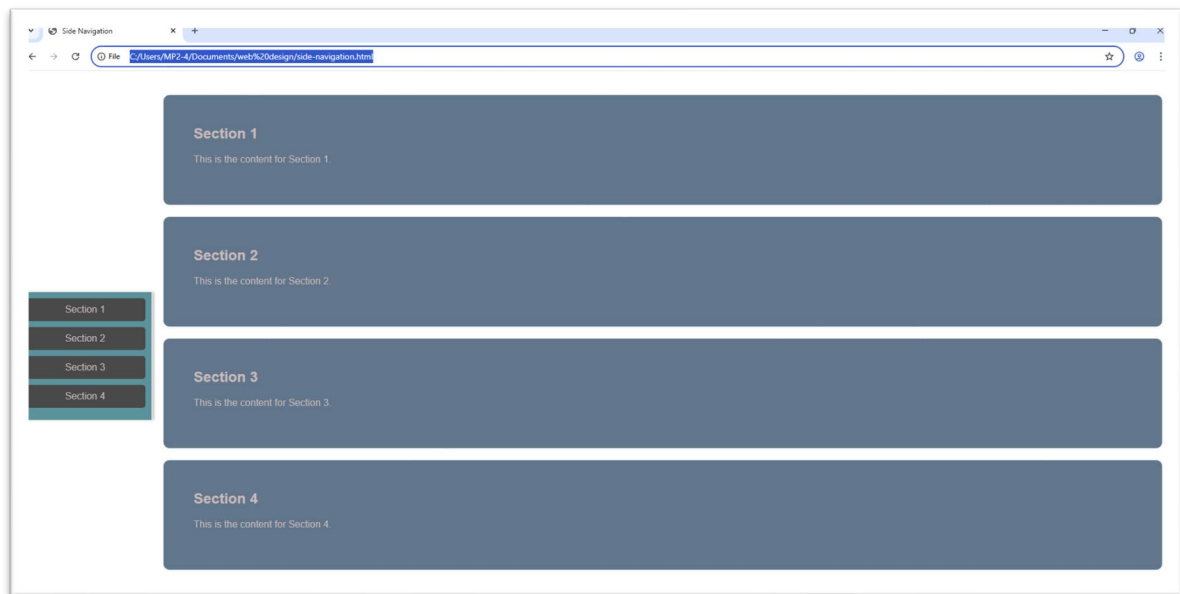 Side Navigation
File C:/Users/MP2-4/Documents/web%20design/side-navigation.html
Section 1
This is the content for Section 1.
Section 2
This is the content for Section 2.
Section 1
Section 2
Section 3
Section 4
Section 3
This is the content for Section 3.
Section 4
This is the content for Section 4.